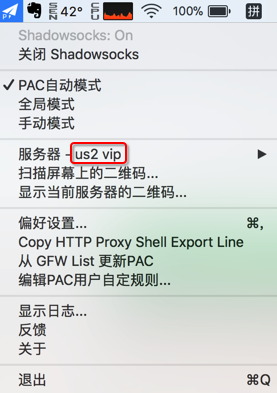 SEN 42° CPU 100% 拼
Shadowsocks: On
关闭 Shadowsocks
✓ PAC自动模式
全局模式
手动模式
服务器 - us2 vip ▶
扫描屏幕上的二维码...
显示当前服务器的二维码...
偏好设置... ⌘,
Copy HTTP Proxy Shell Export Line
从 GFW List 更新PAC
编辑PAC用户自定规则...
显示日志...
反馈
关于
退出 ⌘Q